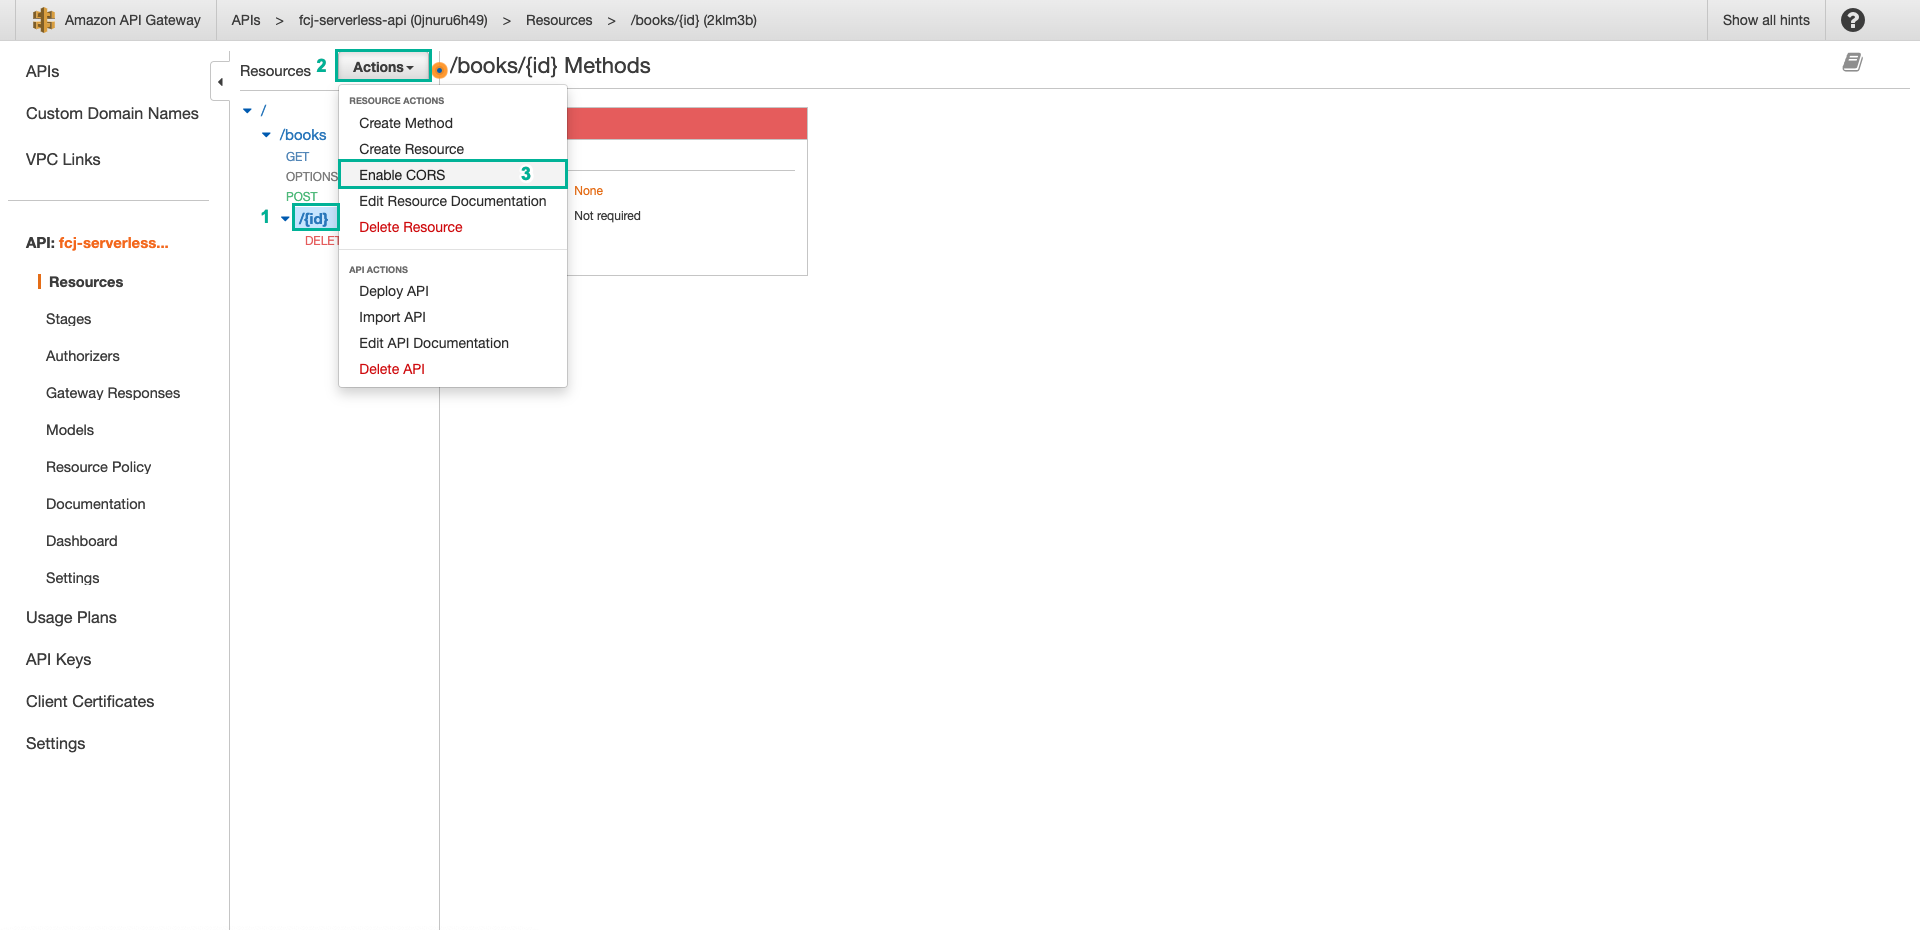 Amazon API Gateway
APIs > fcj-serverless-api (0jnuru6h49) > Resources > /books/{id} (2klm3b)
Show all hints
?
APIs
Custom Domain Names
VPC Links
API: fcj-serverless...
Resources
Stages
Authorizers
Gateway Responses
Models
Resource Policy
Documentation
Dashboard
Settings
Usage Plans
API Keys
Client Certificates
Settings
Resources 2 Actions
/
/books
GET
OPTIONS
POST
1 /{id}
DELET
RESOURCE ACTIONS
Create Method
Create Resource
Enable CORS 3
Edit Resource Documentation
Delete Resource
API ACTIONS
Deploy API
Import API
Edit API Documentation
Delete API
/books/{id} Methods
None
Not required